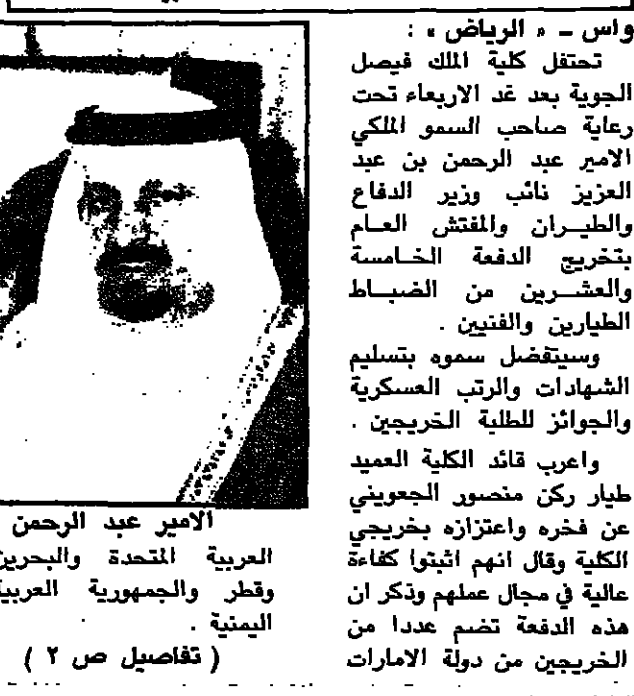 واس ـ « الرياض » :
تحتفل كلية الملك فيصل
الجوية بعد غد الاربعاء تحت
رعاية صاحب السمو الملكي
الامير عبد الرحمن بن عبد
العزيز نائب وزير الدفاع
والطيران والمفتش العام
بتخريج الدفعة الخامسة
والعشرين من الضباط
الطيارين والفنيين .
وسيتفضل سموه بتسليم
الشهادات والرتب العسكرية
والجوائز للطلبة الخريجين .
واعرب قائد الكلية العميد
طيار ركن منصور الجعويني
عن فخره واعتزازه بخريجي
الكلية وقال انهم اثبتوا كفاءة
عالية في مجال عملهم وذكر ان
هذه الدفعة تضم عددا من
الخريجين من دولة الامارات
الامير عبد الرحمن
العربية المتحدة والبحرين
وقطر والجمهورية العربية
اليمنية .
( تفاصيل ص ٢ )